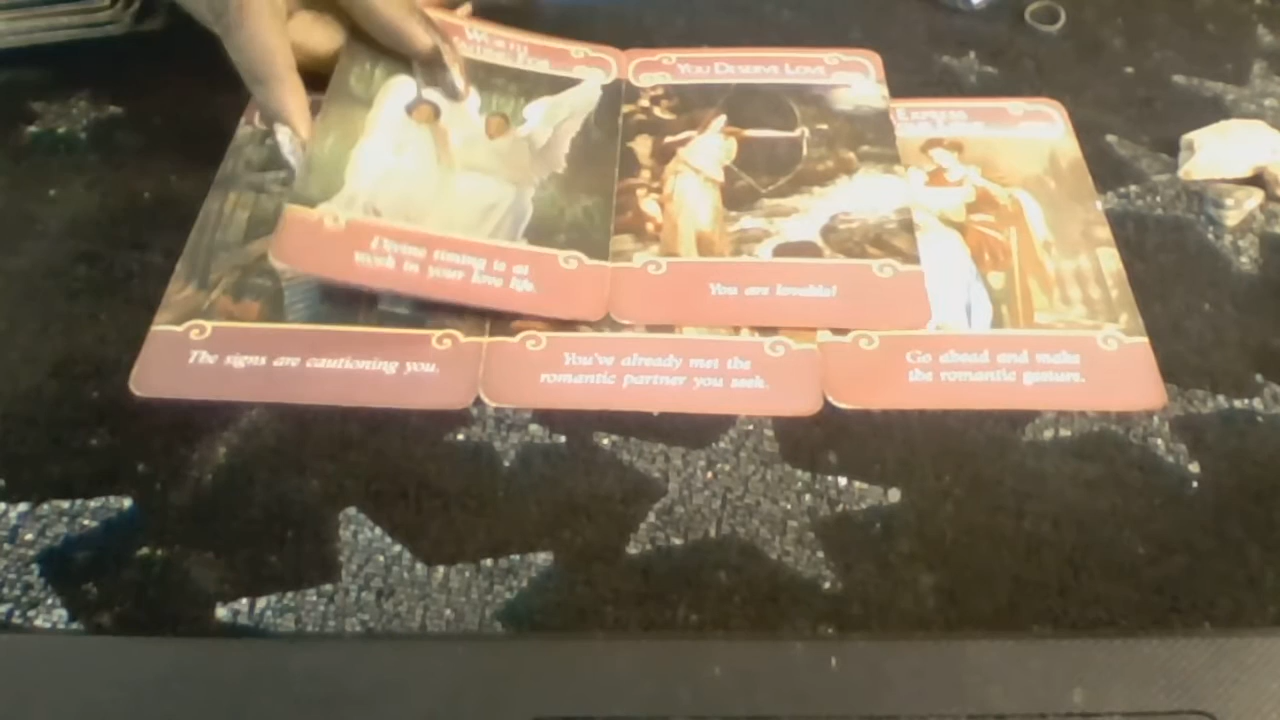 YOU DESERVE LOVE
EXPRESS
Divine timing is at
work in your love life.
You are lovable!
The signs are cautioning you.
You've already met the
romantic partner you seek.
Go ahead and make
the romantic gesture.